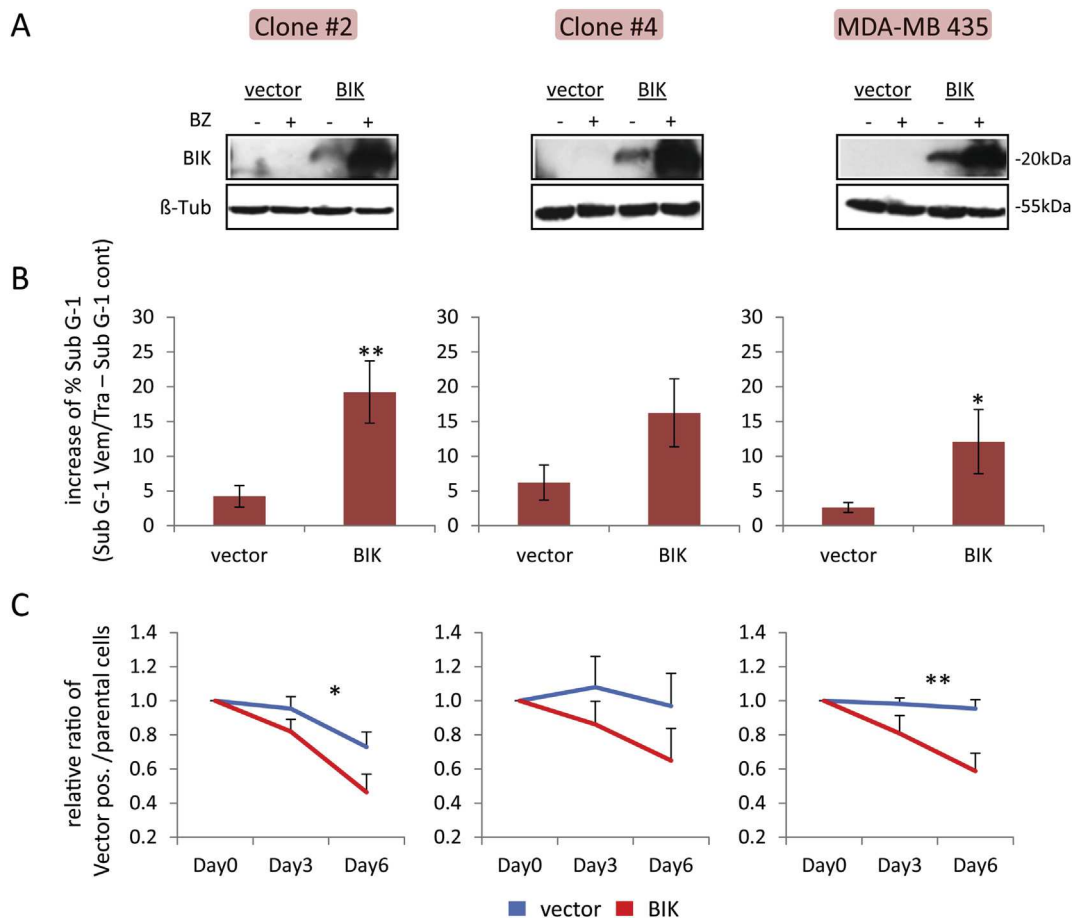 A
Clone #2 Clone #4 MDA-MB 435
vector BIK vector BIK vector BIK
BZ - + - + - + - + - + - +
BIK -20kDa
ß-Tub -55kDa
B
increase of % Sub G-1
(Sub G-1 Vem/Tra – Sub G-1 cont)
30 30 30
25 25 25
** 
20 20 20
15 15 15
*
10 10 10
5 5 5
0 0 0
vector BIK vector BIK vector BIK
C
relative ratio of
Vector pos. /parental cells
1.4 1.4 1.4
1.2 1.2 1.2
* **
1.0 1.0 1.0
0.8 0.8 0.8
0.6 0.6 0.6
0.4 0.4 0.4
0.2 0.2 0.2
Day0 Day3 Day6 Day0 Day3 Day6 Day0 Day3 Day6
vector BIK